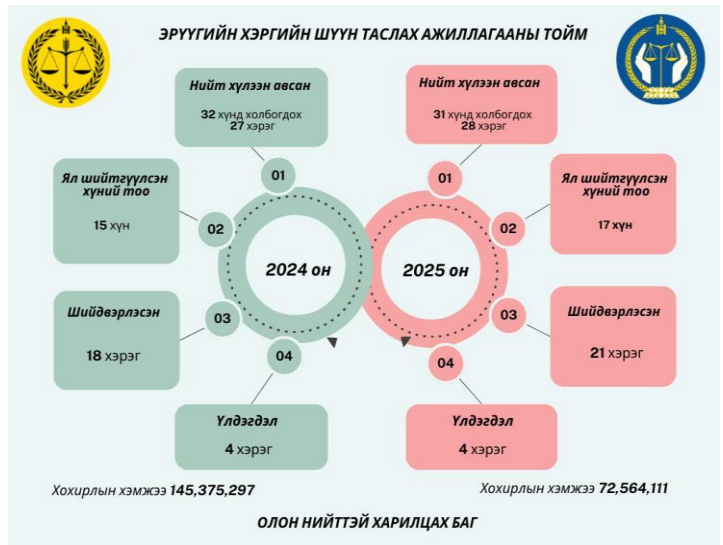 ЭРҮҮГИЙН ХЭРГИЙН ШҮҮН ТАСЛАХ АЖИЛЛАГААНЫ ТОЙМ
Нийт хүлээн авсан
32 хүнд холбогдох
27 хэрэг
01
Ял шийтгүүлсэн
хүний тоо
15 хүн
02
2024 он
Шийдвэрлэсэн
18 хэрэг
03
04
Үлдэгдэл
4 хэрэг
Хохирлын хэмжээ 145,375,297
Нийт хүлээн авсан
31 хүнд холбогдох
28 хэрэг
01
Ял шийтгүүлсэн
хүний тоо
17 хүн
02
2025 он
Шийдвэрлэсэн
21 хэрэг
03
04
Үлдэгдэл
4 хэрэг
Хохирлын хэмжээ 72,564,111
ОЛОН НИЙТТЭЙ ХАРИЛЦАХ БАГ